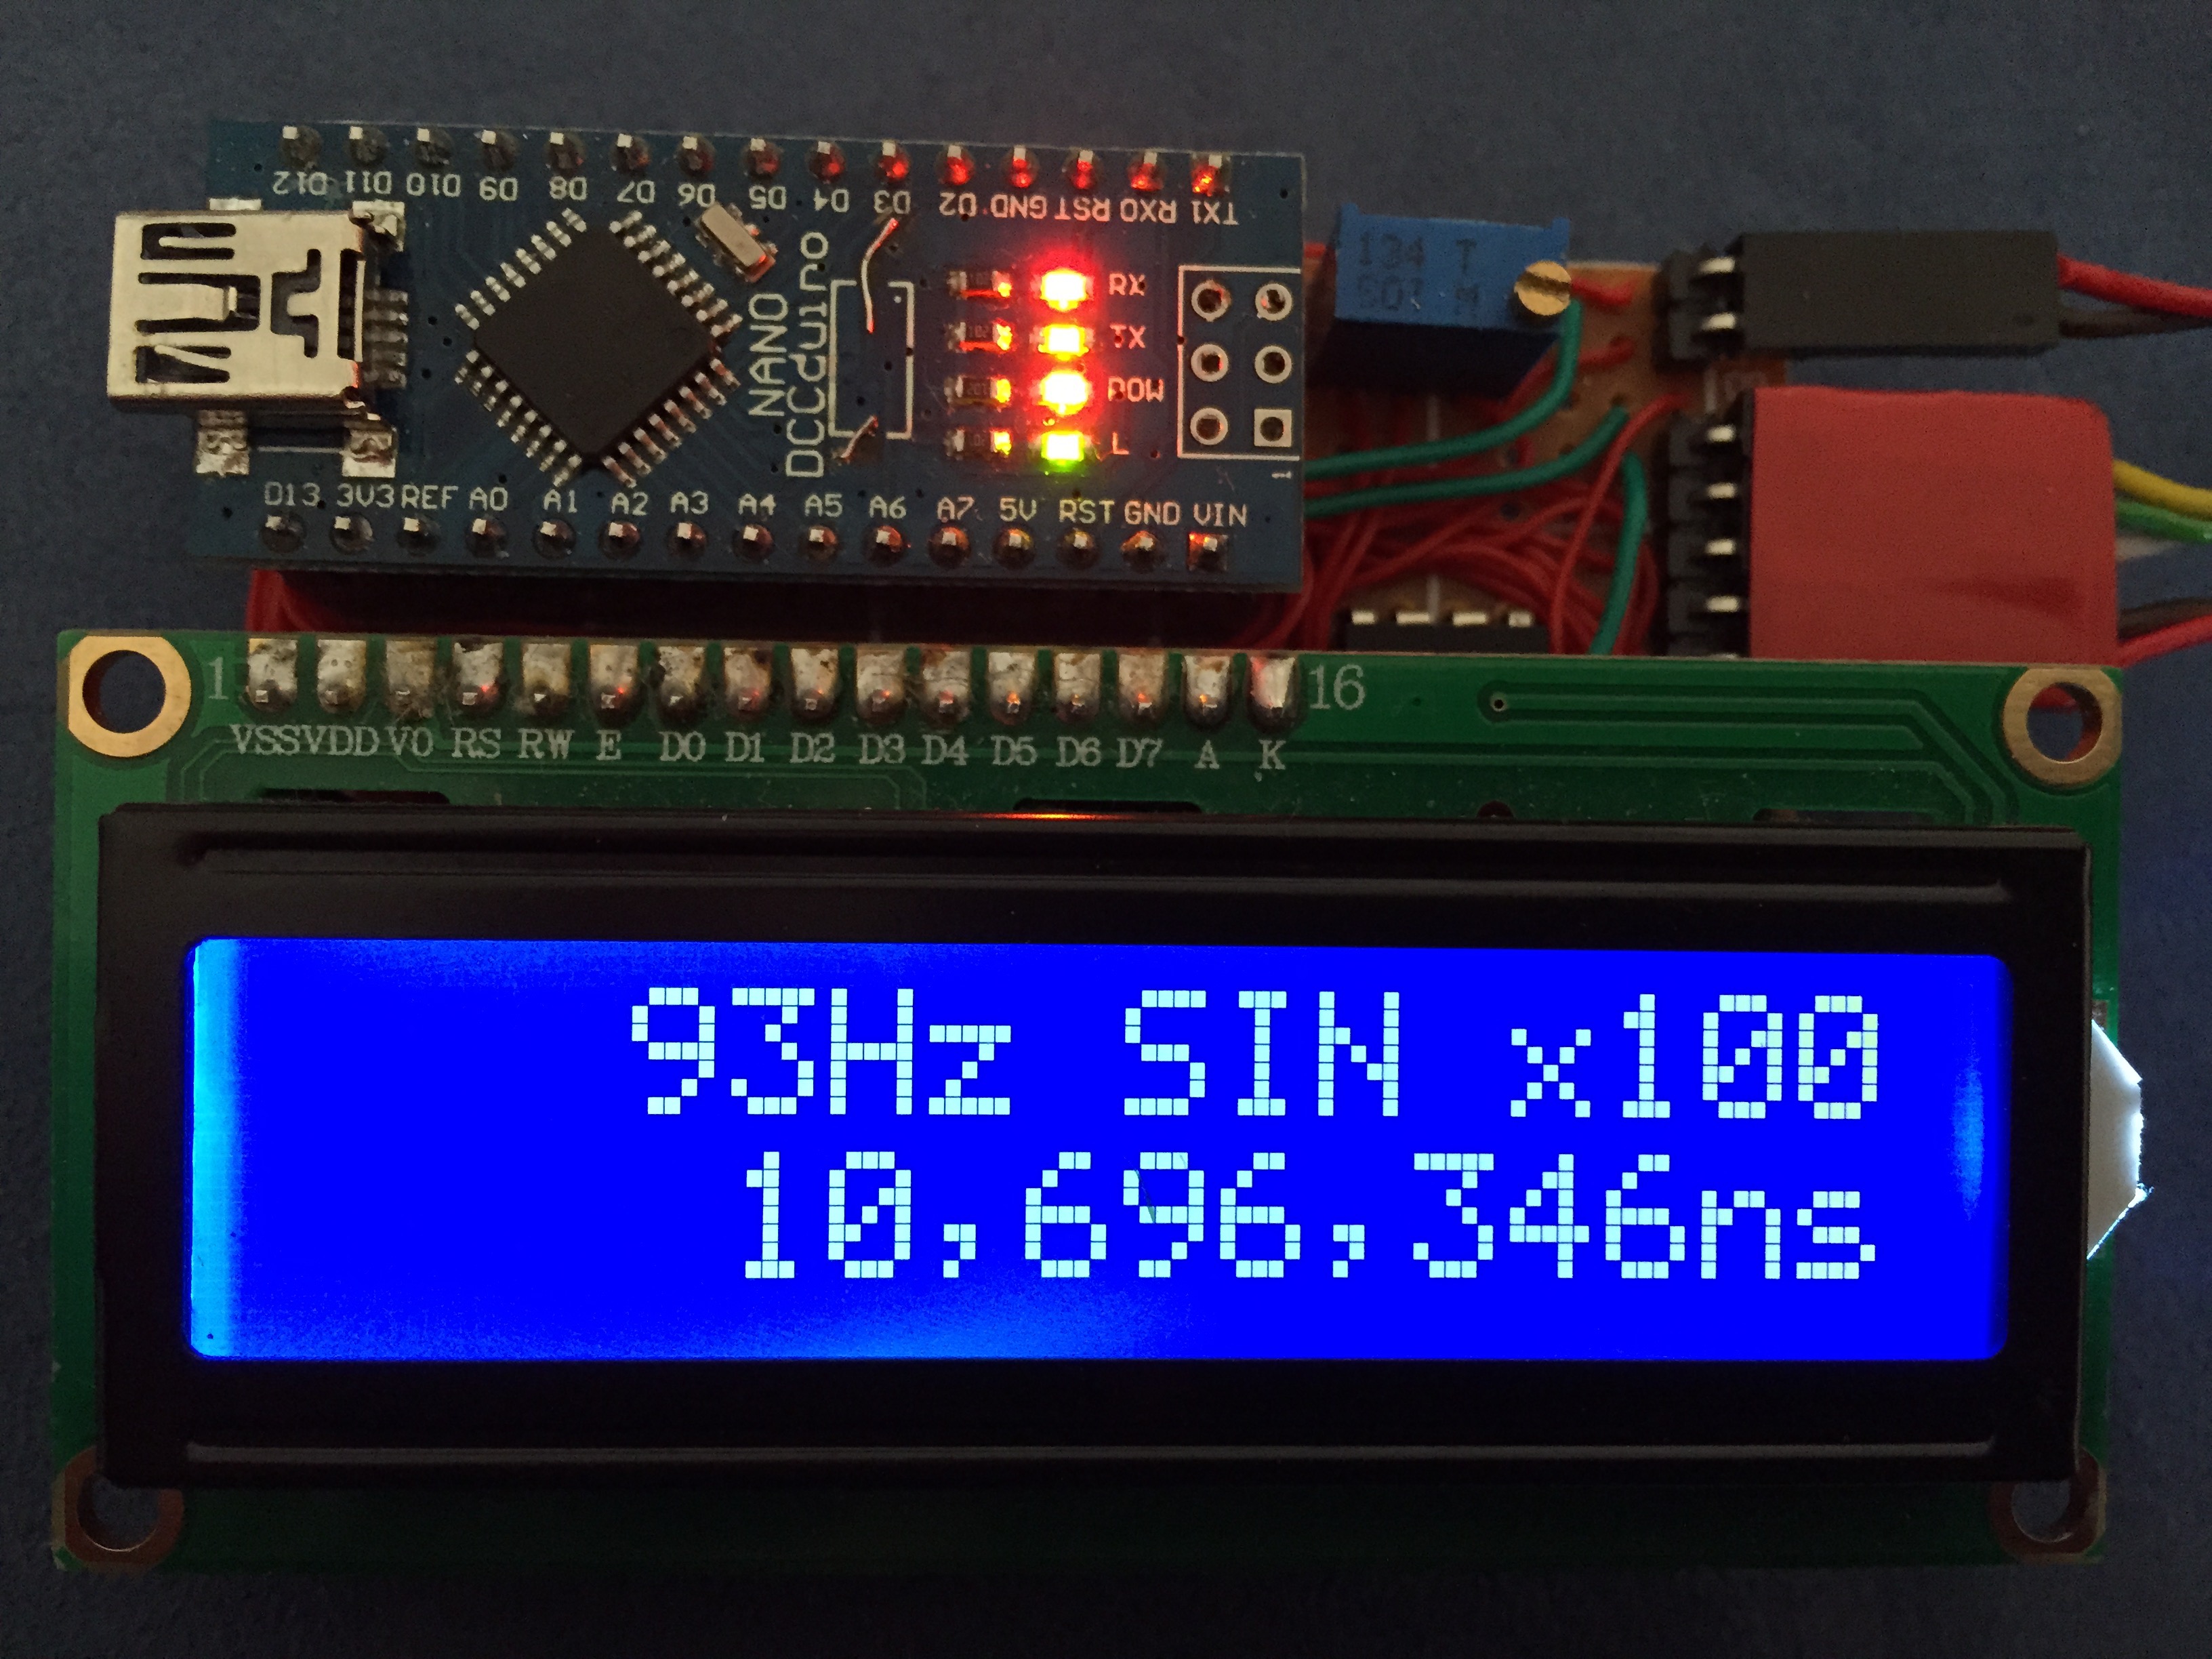 D12 D11 D10 D9 D8 D7 D6 D5 D4 D3 D2 GND RST RX0 TX1
NANO
DCCduino
RX
TX
POW
L
1
D13 3V3 REF A0 A1 A2 A3 A4 A5 A6 A7 5V RST GND VIN
1 16
VSS VDD V0 RS RW E D0 D1 D2 D3 D4 D5 D6 D7 A K
93Hz SIN x100
10,696,346ns